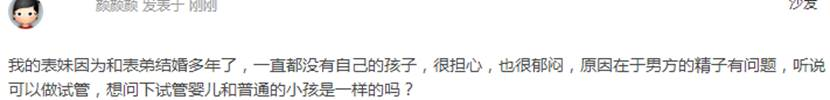 颜颜颜 发表于 刚刚 沙发
我的表妹因为和表弟结婚多年了，一直都没有自己的孩子，很担心，也很郁闷，原因在于男方的精子有问题，听说
可以做试管，想问下试管婴儿和普通的小孩是一样的吗？